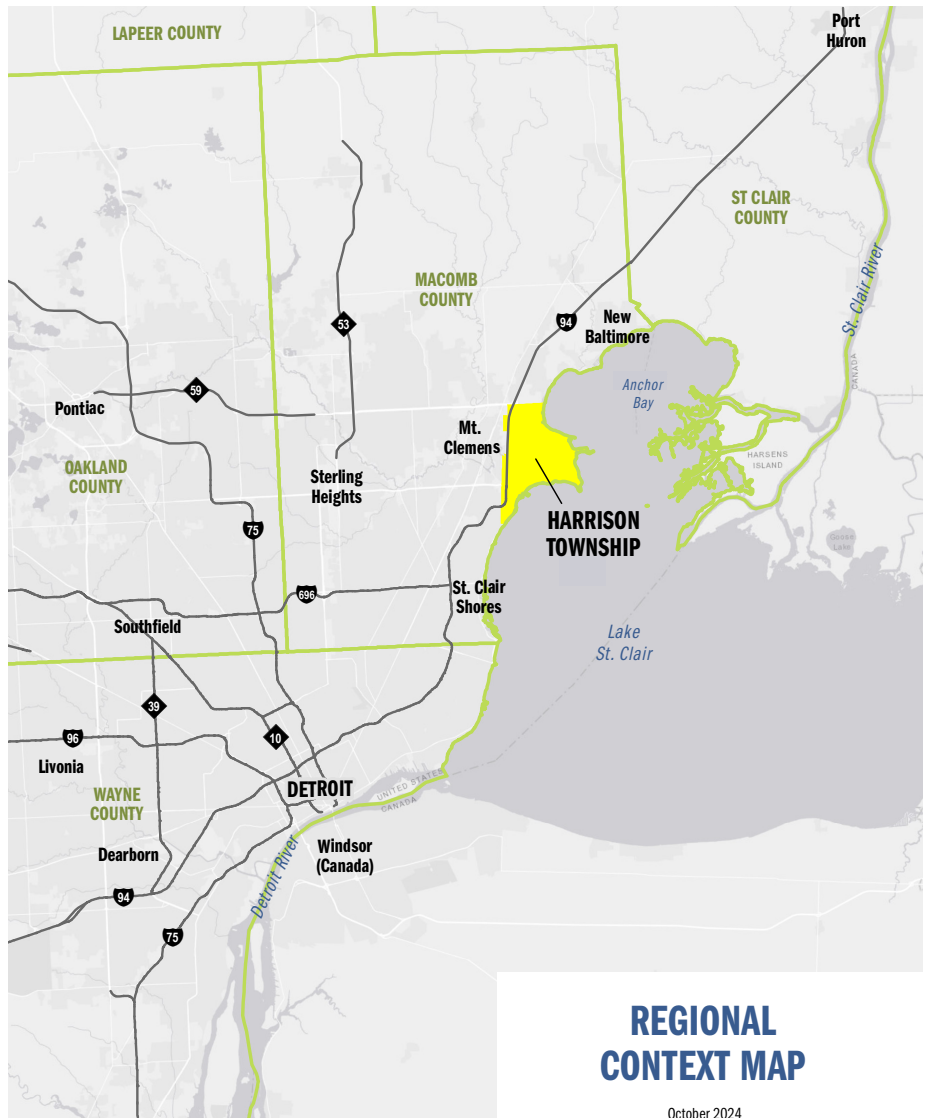 LAPEER COUNTY
Port
Huron
ST CLAIR
COUNTY
St. Clair River
MACOMB
COUNTY
53
94
New
Baltimore
CANADA
59
Anchor
Bay
Pontiac
Mt.
Clemens
HARSENS
ISLAND
OAKLAND
COUNTY
Sterling
Heights
HARRISON
TOWNSHIP
75
Goose
Lake
696
St. Clair
Shores
Southfield
Lake
St. Clair
39
96
10
Livonia
DETROIT
UNITED STATES
CANADA
WAYNE
COUNTY
Dearborn
Windsor
(Canada)
Detroit River
94
75
REGIONAL
CONTEXT MAP
October 2024